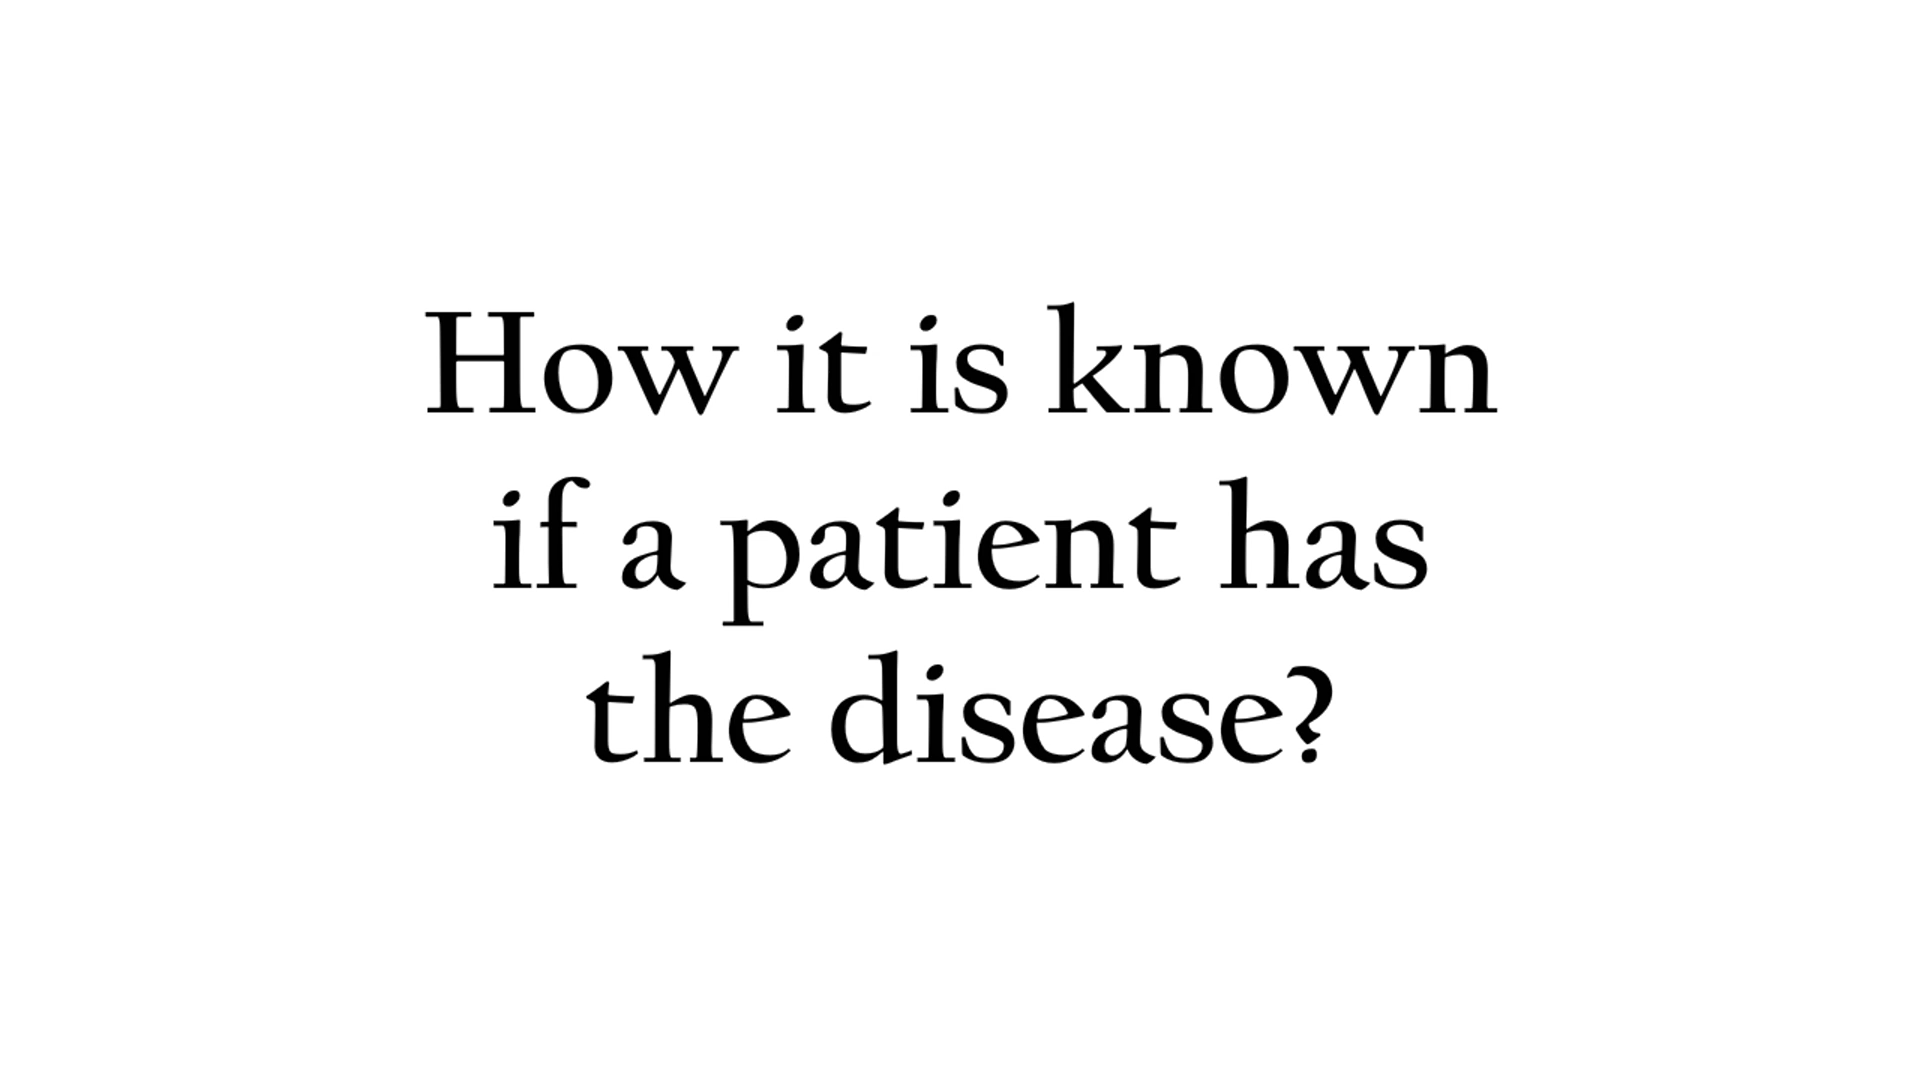 How it is known
if a patient has
the disease?